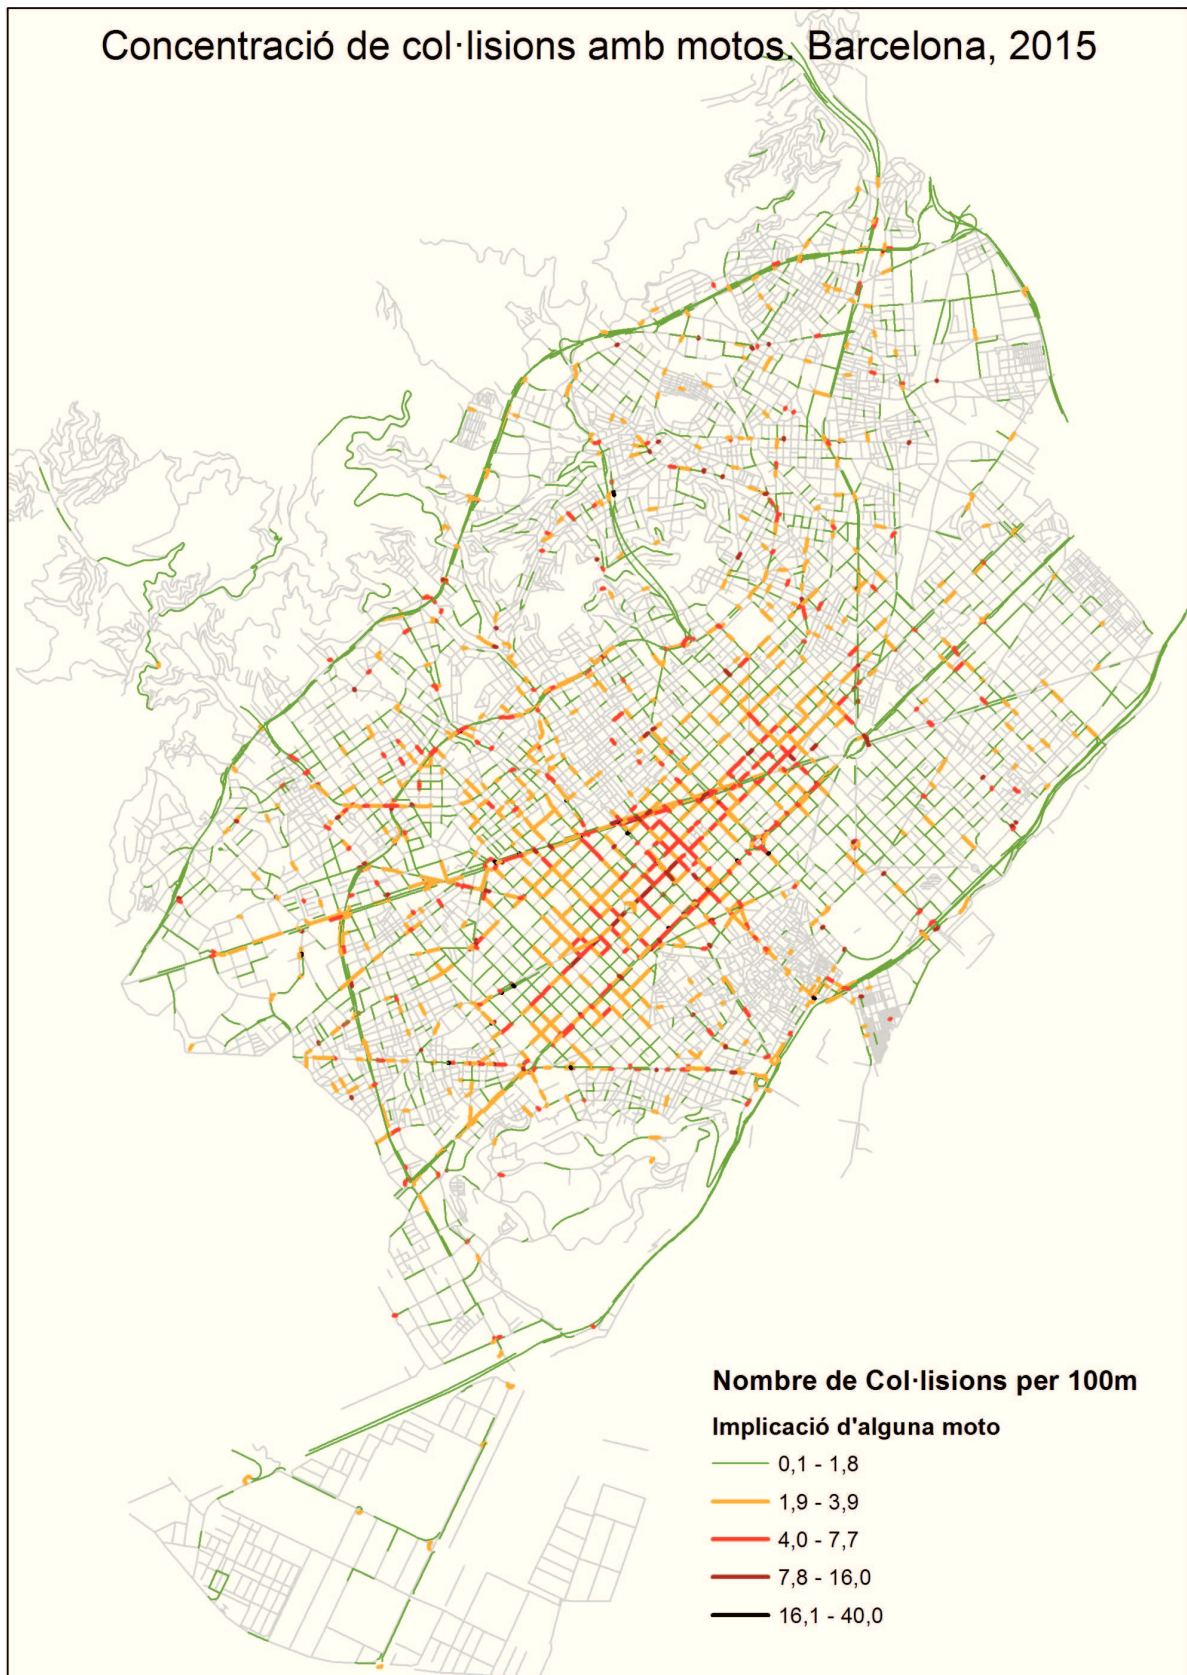 Concentració de col·lisions amb motos. Barcelona, 2015
Nombre de Col·lisions per 100m
Implicació d'alguna moto
0,1 - 1,8
1,9 - 3,9
4,0 - 7,7
7,8 - 16,0
16,1 - 40,0